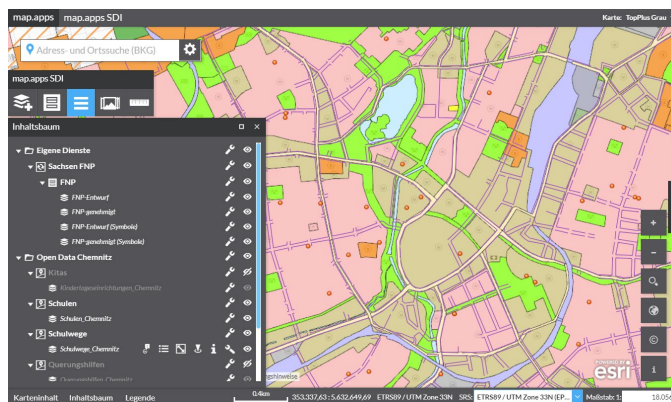 map.apps map.apps SDI
Karte: TopPlus Grau
Adress- und Ortssuche (BKG)
map.apps SDI
Inhaltsbaum
Eigene Dienste
Sachsen FNP
FNP
FNP-Entwurf
FNP-genehmigt
FNP-Entwurf (Symbole)
FNP-genehmigt (Symbole)
Open Data Chemnitz
Kitas
Kindertageseinrichtungen_Chemnitz
Schulen
Schulen_Chemnitz
Schulwege
Schulwege_Chemnitz
Querungshilfen
Querungshilfen_Chemnitz
POWERED BY
esri
Karteninhalt Inhaltsbaum Legende
0.4km 353.337,63 : 5.632.649,69 ETRS89 / UTM Zone 33N SRS: ETRS89 / UTM Zone 33N (EP... Maßstab: 1: